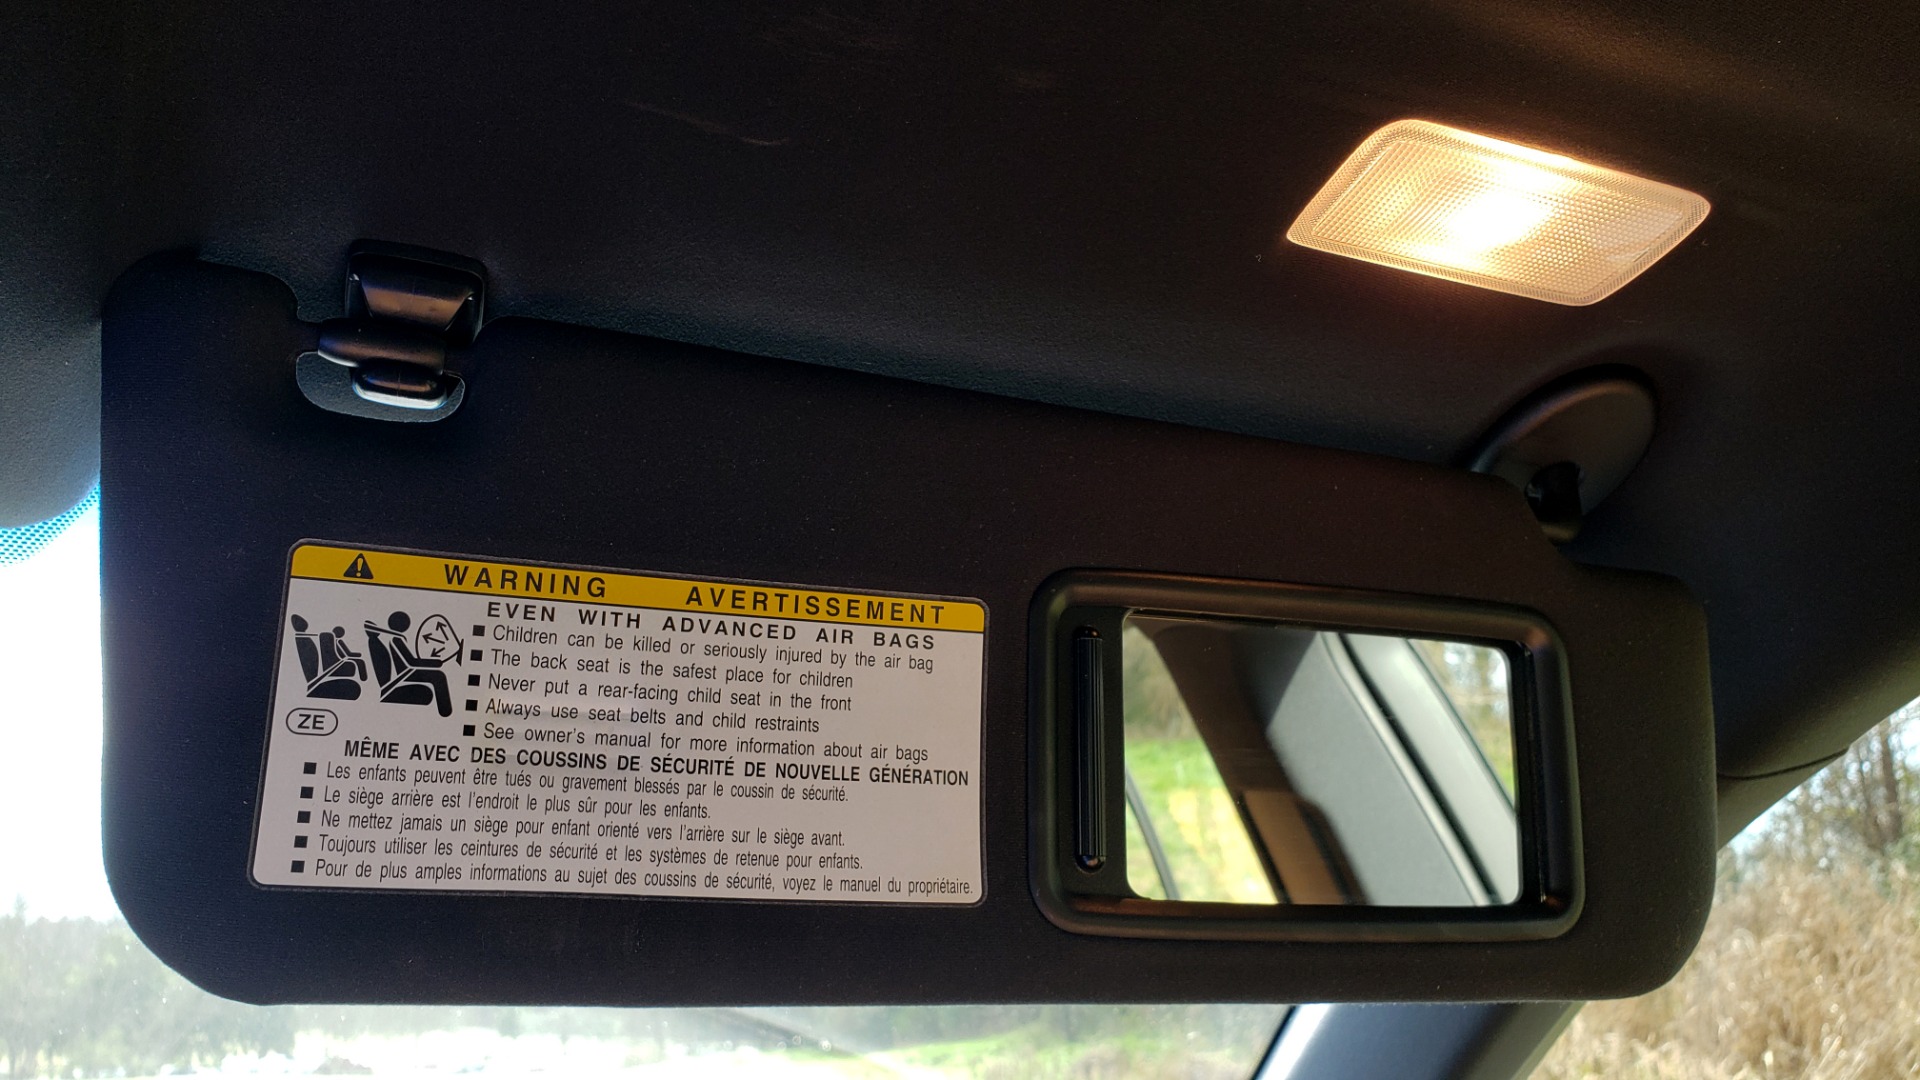 WARNING AVERTISSEMENT
EVEN WITH ADVANCED AIR BAGS
■ Children can be killed or seriously injured by the air bag
■ The back seat is the safest place for children
■ Never put a rear-facing child seat in the front
■ Always use seat belts and child restraints
■ See owner's manual for more information about air bags
ZE
MÊME AVEC DES COUSSINS DE SÉCURITÉ DE NOUVELLE GÉNÉRATION
■ Les enfants peuvent être tués ou gravement blessés par le coussin de sécurité.
■ Le siège arrière est l'endroit le plus sûr pour les enfants.
■ Ne mettez jamais un siège pour enfant orienté vers l'arrière sur le siège avant.
■ Toujours utiliser les ceintures de sécurité et les systèmes de retenue pour enfants.
■ Pour de plus amples informations au sujet des coussins de sécurité, voyez le manuel du propriétaire.